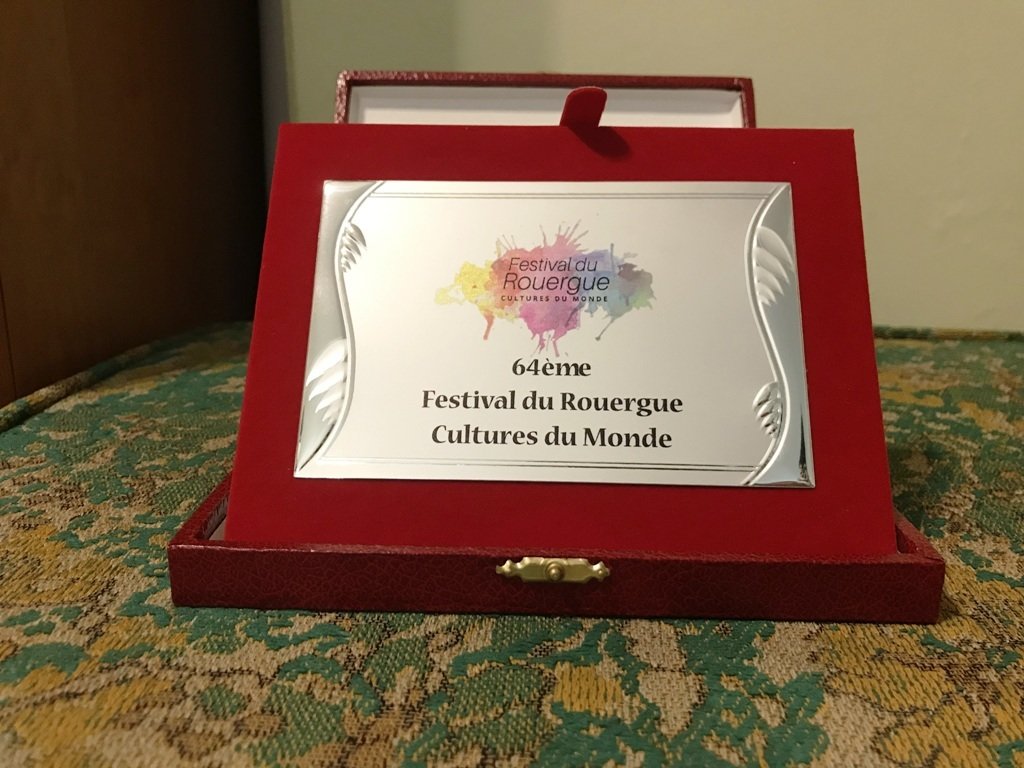 Festival du
Rouergue
CULTURES DU MONDE
64ème
Festival du Rouergue
Cultures du Monde